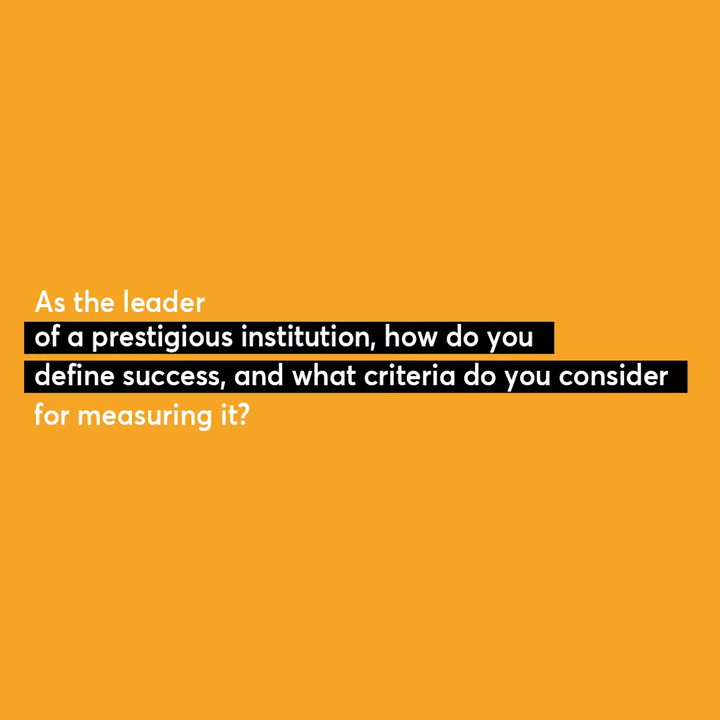 As the leader
of a prestigious institution, how do you
define success, and what criteria do you consider
for measuring it?